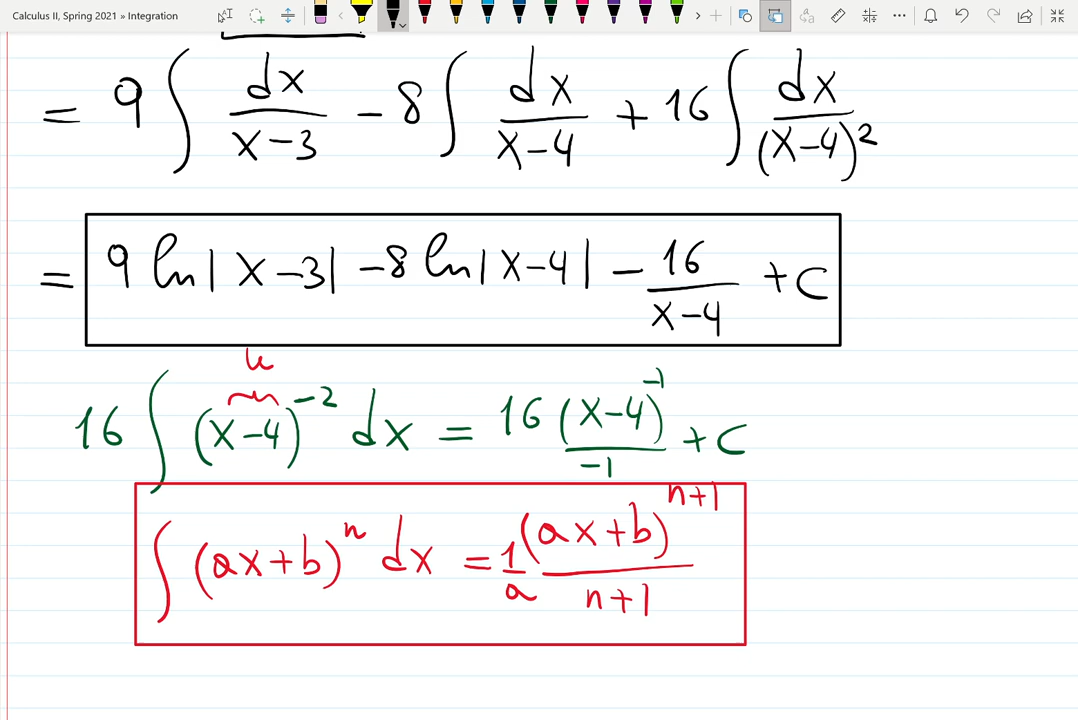 Calculus II, Spring 2021 » Integration
= 9 ∫ dx/(x-3) - 8 ∫ dx/(x-4) + 16 ∫ dx/(x-4)²
= 9 ln|x-3| - 8 ln|x-4| - 16/(x-4) + C
u
16 ∫ (x-4)⁻² dx = 16 (x-4)⁻¹/-1 + C
∫ (ax+b)ⁿ dx = 1/a (ax+b)ⁿ⁺¹/(n+1)